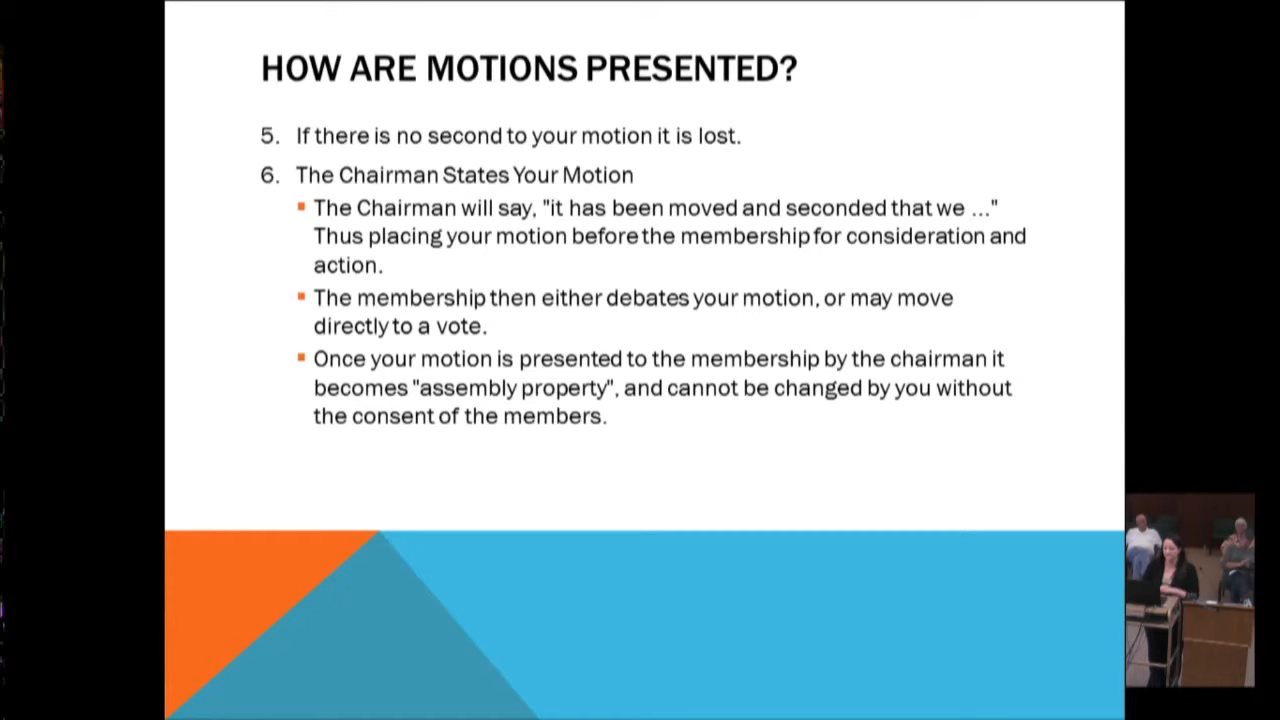 HOW ARE MOTIONS PRESENTED?
5. If there is no second to your motion it is lost.
6. The Chairman States Your Motion
The Chairman will say, "it has been moved and seconded that we ..."
Thus placing your motion before the membership for consideration and
action.
The membership then either debates your motion, or may move
directly to a vote.
Once your motion is presented to the membership by the chairman it
becomes "assembly property", and cannot be changed by you without
the consent of the members.